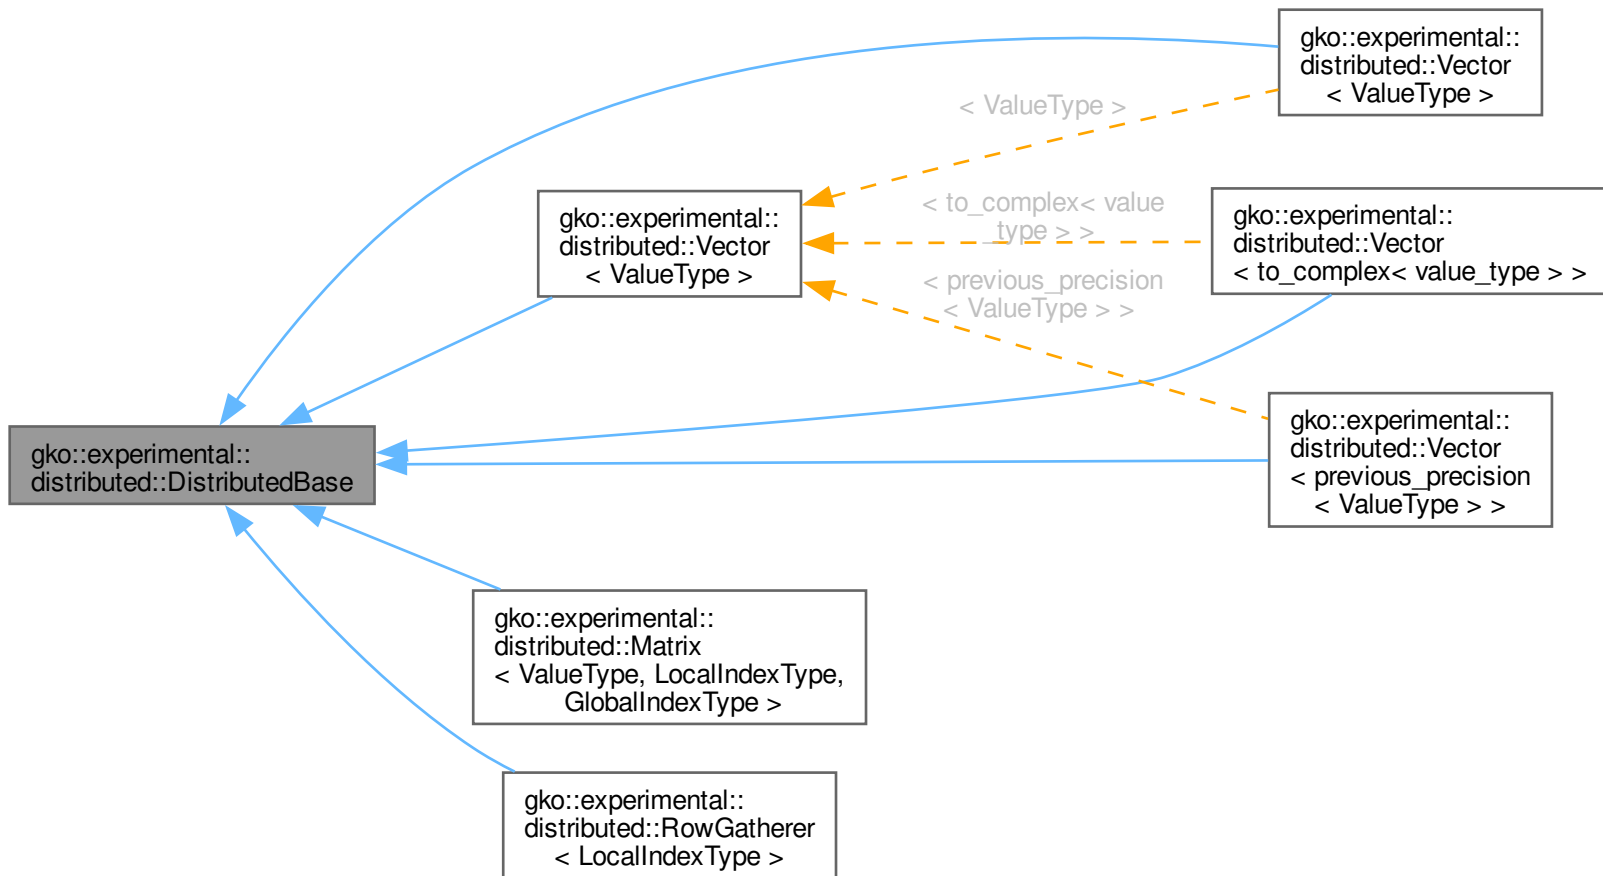 gko::experimental::
distributed::Vector
< ValueType >
< ValueType >
gko::experimental::
distributed::Vector
< ValueType >
< to_complex< value
_type > >
gko::experimental::
distributed::Vector
< to_complex< value_type > >
< previous_precision
< ValueType > >
gko::experimental::
distributed::Vector
< previous_precision
< ValueType > >
gko::experimental::
distributed::DistributedBase
gko::experimental::
distributed::Matrix
< ValueType, LocalIndexType,
GlobalIndexType >
gko::experimental::
distributed::RowGatherer
< LocalIndexType >